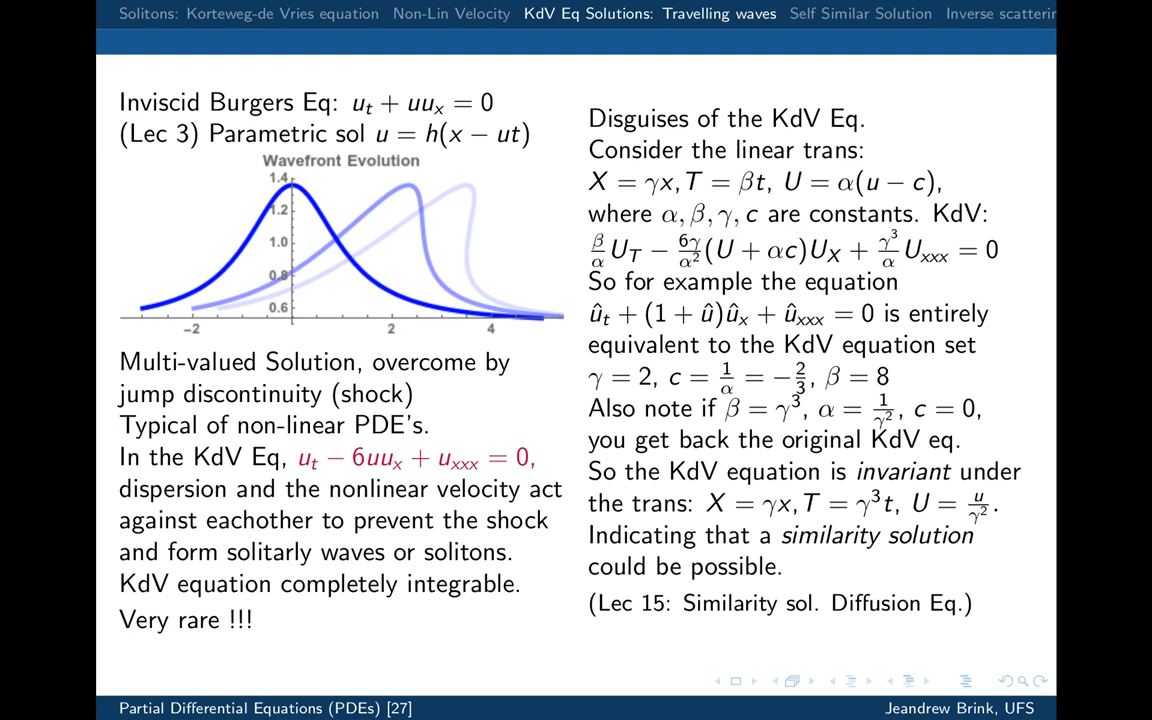 Solitons: Korteweg-de Vries equation Non-Lin Velocity KdV Eq Solutions: Travelling waves Self Similar Solution Inverse scatterin
Inviscid Burgers Eq: u_t + uu_x = 0
(Lec 3) Parametric sol u = h(x − ut)
Wavefront Evolution
1.4
1.2
1.0
0.8
0.6
−2 2 4
Multi-valued Solution, overcome by
jump discontinuity (shock)
Typical of non-linear PDE's.
In the KdV Eq, u_t − 6uu_x + u_xxx = 0,
dispersion and the nonlinear velocity act
against eachother to prevent the shock
and form solitarly waves or solitons.
KdV equation completely integrable.
Very rare !!!
Disguises of the KdV Eq.
Consider the linear trans:
X = γx, T = βt, U = α(u − c),
where α, β, γ, c are constants. KdV:
β/α U_T − 6γ/α² (U + αc)U_X + γ³/α U_xxx = 0
So for example the equation
û_t + (1 + û)û_x + û_xxx = 0 is entirely
equivalent to the KdV equation set
γ = 2, c = 1/α = −2/3, β = 8
Also note if β = γ³, α = 1/γ², c = 0,
you get back the original KdV eq.
So the KdV equation is invariant under
the trans: X = γx, T = γ³t, U = u/γ².
Indicating that a similarity solution
could be possible.
(Lec 15: Similarity sol. Diffusion Eq.)
Partial Differential Equations (PDEs) [27] Jeandrew Brink, UFS